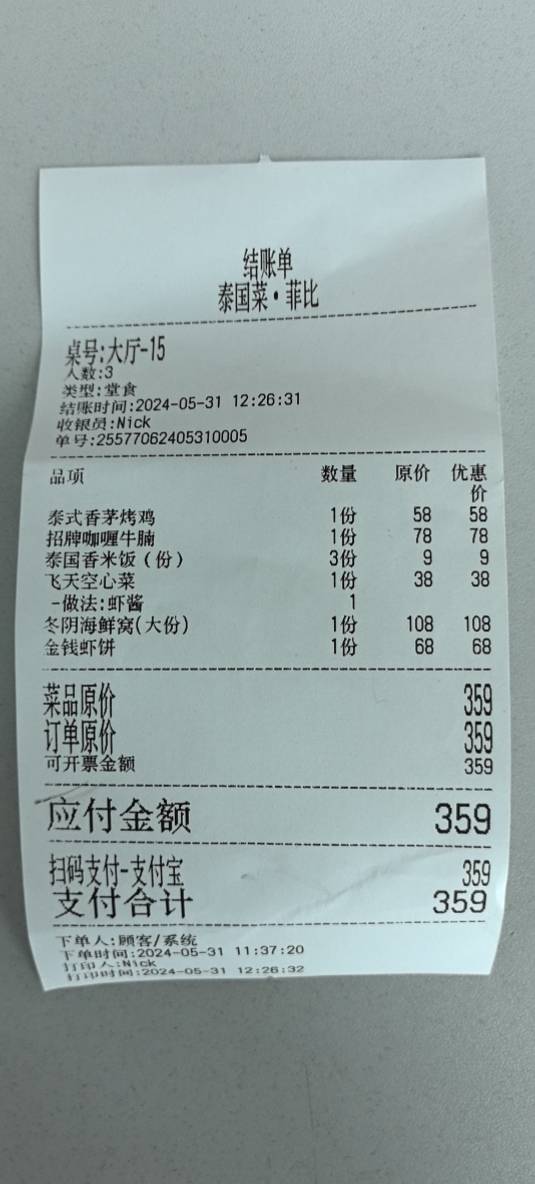 结账单
泰国菜·菲比
桌号:大厅-15
人数:3
类型:堂食
结账时间:2024-05-31 12:26:31
收银员:Nick
单号:25577062405310005
品项 数量 原价 优惠价
泰式香茅烤鸡 1份 58 58
招牌咖喱牛腩 1份 78 78
泰国香米饭（份） 3份 9 9
飞天空心菜 1份 38 38
-做法:虾酱 1
冬阴海鲜窝(大份) 1份 108 108
金钱虾饼 1份 68 68
菜品原价 359
订单原价 359
可开票金额 359
应付金额 359
扫码支付-支付宝 359
支付合计 359
下单人:顾客/系统
下单时间:2024-05-31 11:37:20
打印人:Nick
打印时间:2024-05-31 12:26:32